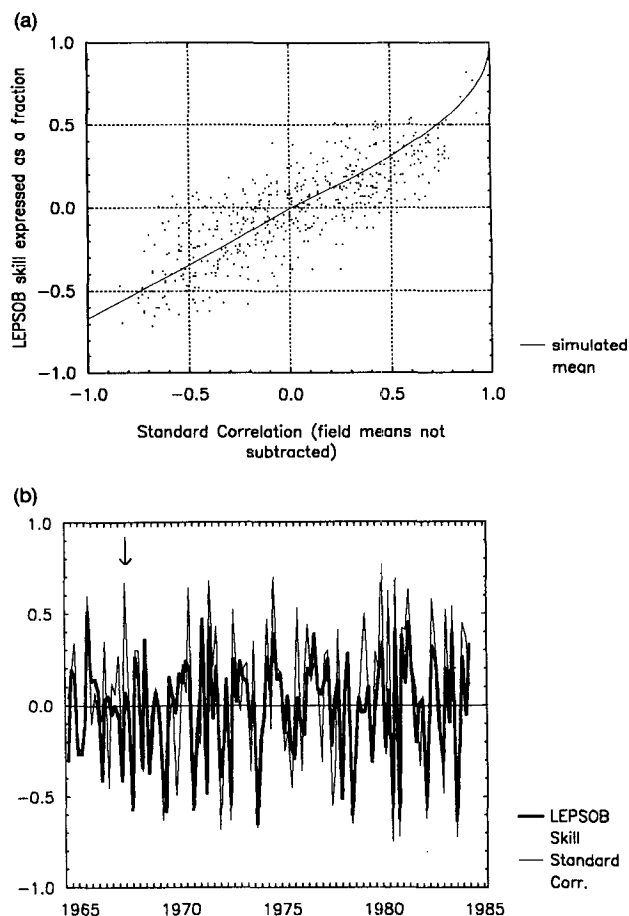 (a)
1.0
0.5
0.0
−0.5
−1.0
LEPSOB skill expressed as a fraction
−1.0 −0.5 0.0 0.5 1.0
Standard Correlation (field means not
subtracted)
simulated
mean
(b)
1.0
0.5
0.0
−0.5
−1.0
1965 1970 1975 1980 1985
LEPSOB
Skill
Standard
Corr.